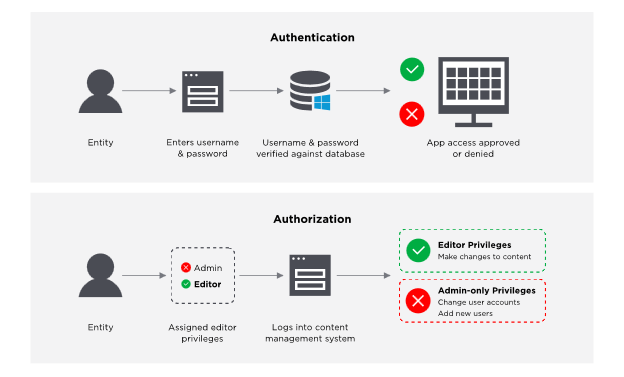 Authentication
Entity
Enters username
& password
Username & password
verified against database
App access approved
or denied
Authorization
Entity
Admin
Editor
Assigned editor
privileges
Logs into content
management system
Editor Privileges
Make changes to content
Admin-only Privileges
Change user accounts
Add new users